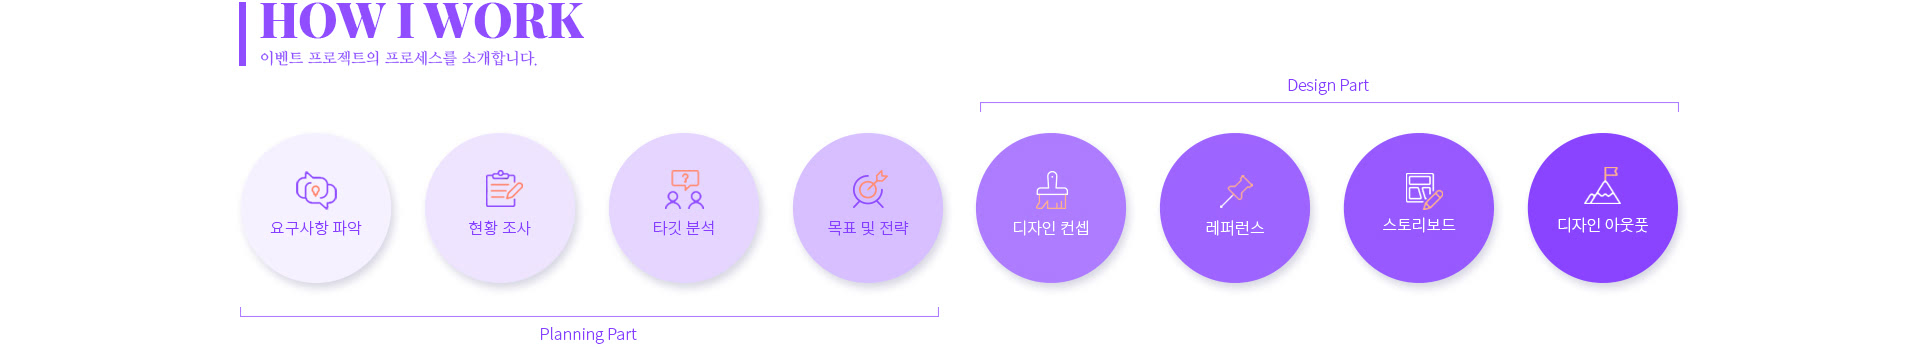 HOW I WORK
이벤트 프로젝트의 프로세스를 소개합니다.
Design Part
요구사항 파악
현황 조사
타깃 분석
목표 및 전략
디자인 컨셉
레퍼런스
스토리보드
디자인 아웃풋
Planning Part